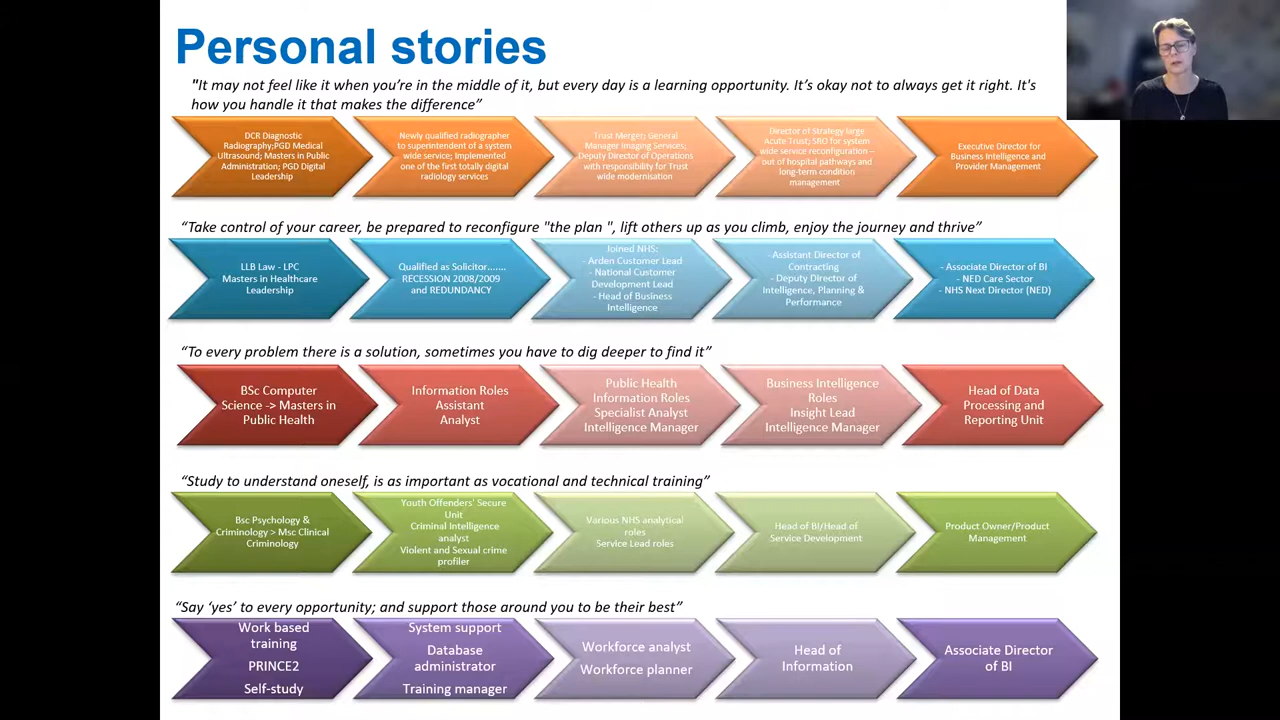 Personal stories
"It may not feel like it when you're in the middle of it, but every day is a learning opportunity. It's okay not to always get it right. It's
how you handle it that makes the difference”
DCR Diagnostic
Radiography;PGD Medical
Ultrasound; Masters in Public
Administration; PGD Digital
Leadership
Newly qualified radiographer
to superintendent of a system
wide service; Implemented
one of the first totally digital
radiology services
Trust Merger; General
Manager Imaging Services;
Deputy Director of Operations
with responsibility for Trust
wide modernisation
Director of Strategy large
Acute Trust; SRO for system
wide service reconfiguration –
out of hospital pathways and
long-term condition
management
Executive Director for
Business Intelligence and
Provider Management
“Take control of your career, be prepared to reconfigure "the plan ", lift others up as you climb, enjoy the journey and thrive”
LLB Law - LPC
Masters in Healthcare
Leadership
Qualified as Solicitor.......
RECESSION 2008/2009
and REDUNDANCY
Joined NHS:
- Arden Customer Lead
- National Customer
Development Lead
- Head of Business
Intelligence
- Assistant Director of
Contracting
- Deputy Director of
Intelligence, Planning &
Performance
- Associate Director of BI
- NED Care Sector
- NHS Next Director (NED)
“To every problem there is a solution, sometimes you have to dig deeper to find it”
BSc Computer
Science -> Masters in
Public Health
Information Roles
Assistant
Analyst
Public Health
Information Roles
Specialist Analyst
Intelligence Manager
Business Intelligence
Roles
Insight Lead
Intelligence Manager
Head of Data
Processing and
Reporting Unit
“Study to understand oneself, is as important as vocational and technical training”
Bsc Psychology &
Criminology > Msc Clinical
Criminology
Youth Offenders' Secure
Unit
Criminal Intelligence
analyst
Violent and Sexual crime
profiler
Various NHS analytical
roles
Service Lead roles
Head of BI/Head of
Service Development
Product Owner/Product
Management
“Say ‘yes’ to every opportunity; and support those around you to be their best”
Work based
training
PRINCE2
Self-study
System support
Database
administrator
Training manager
Workforce analyst
Workforce planner
Head of
Information
Associate Director
of BI